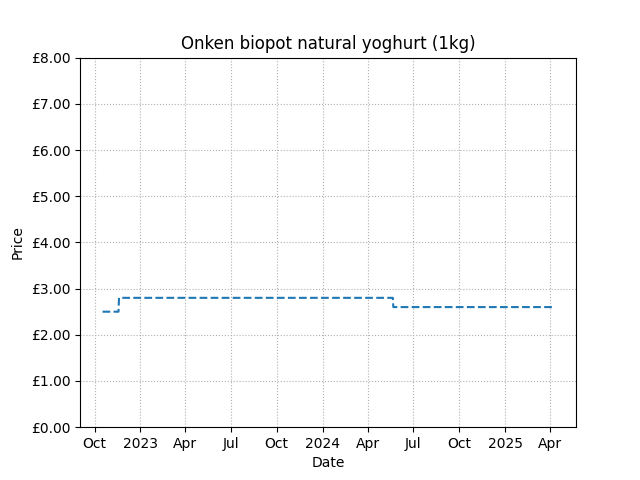 Onken biopot natural yoghurt (1kg)
£8.00
£7.00
£6.00
£5.00
£4.00
£3.00
£2.00
£1.00
£0.00
Price
Oct 2023 Apr Jul Oct 2024 Apr Jul Oct 2025 Apr
Date